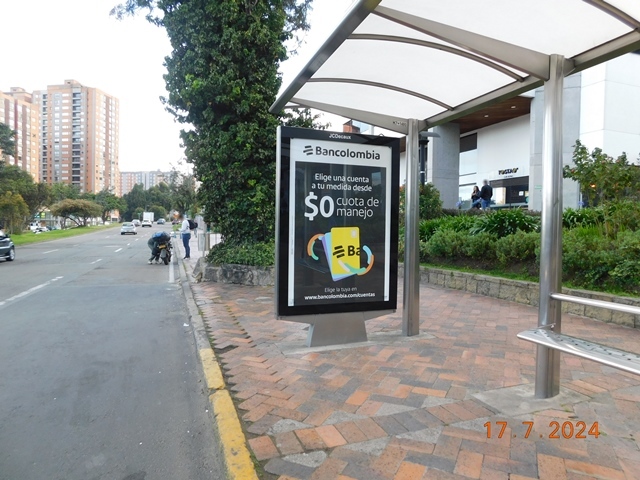 JCDecaux
Bancolombia
Elige una cuenta
a tu medida desde
$0 cuota de
manejo
Ba
Elige la tuya en
www.bancolombia.com/cuentas
17.7.2024